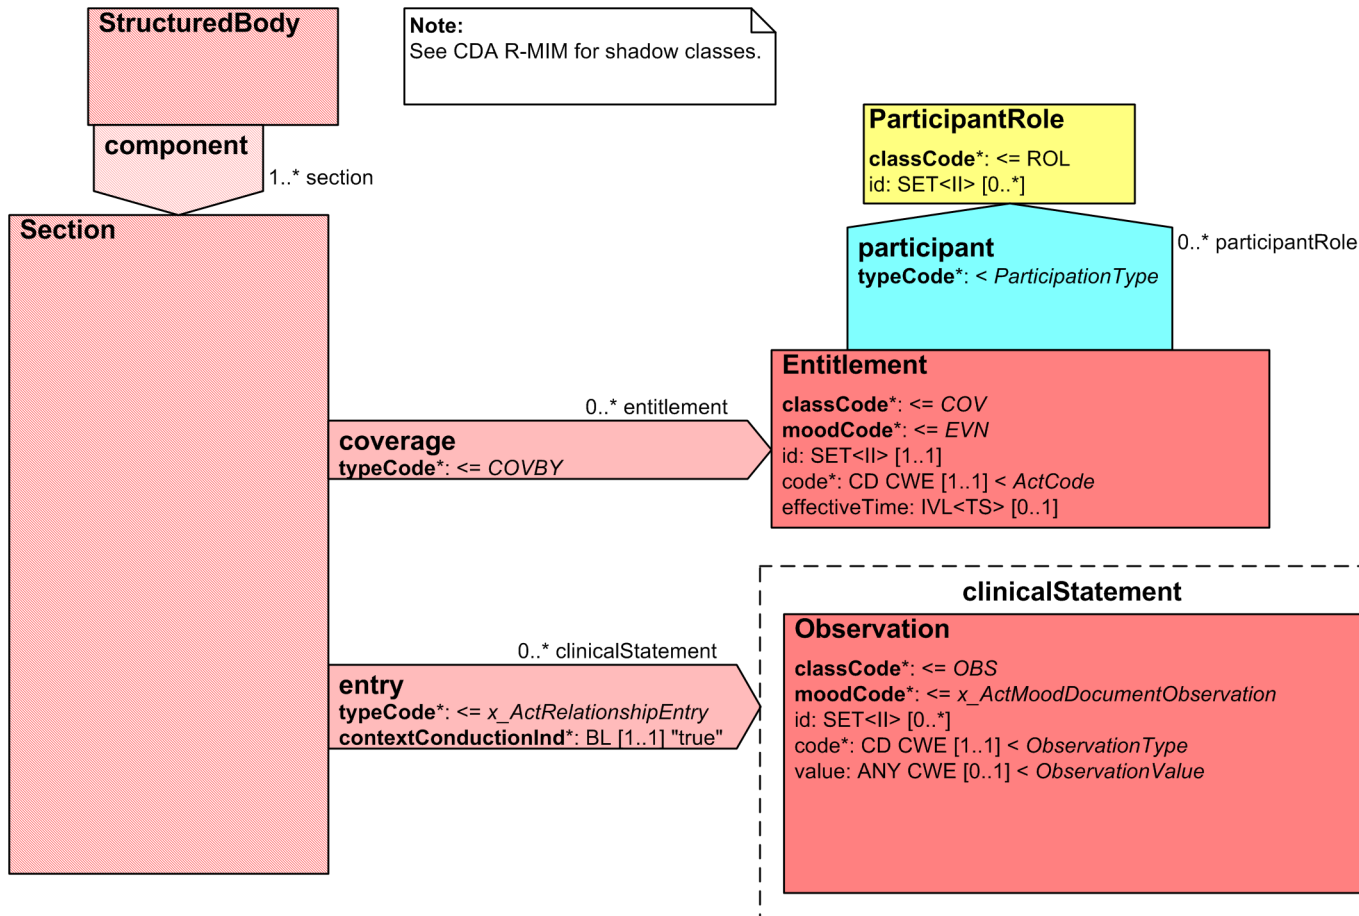 StructuredBody
Note:
See CDA R-MIM for shadow classes.
component
1..* section
Section
ParticipantRole
classCode*: <= ROL
id: SET<II> [0..*]
participant
typeCode*: < ParticipationType
0..* participantRole
Entitlement
classCode*: <= COV
moodCode*: <= EVN
id: SET<II> [1..1]
code*: CD CWE [1..1] < ActCode
effectiveTime: IVL<TS> [0..1]
0..* entitlement
coverage
typeCode*: <= COVBY
clinicalStatement
Observation
classCode*: <= OBS
moodCode*: <= x_ActMoodDocumentObservation
id: SET<II> [0..*]
code*: CD CWE [1..1] < ObservationType
value: ANY CWE [0..1] < ObservationValue
0..* clinicalStatement
entry
typeCode*: <= x_ActRelationshipEntry
contextConductionInd*: BL [1..1] "true"